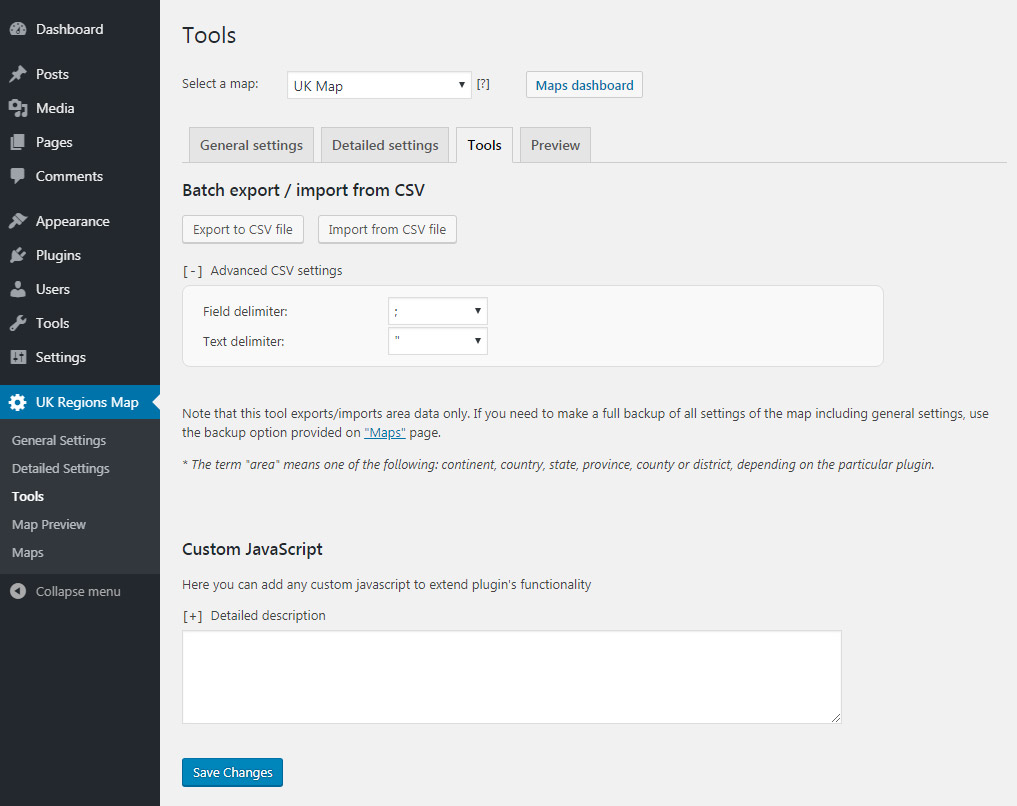 Dashboard
Posts
Media
Pages
Comments
Appearance
Plugins
Users
Tools
Settings
UK Regions Map
General Settings
Detailed Settings
Tools
Map Preview
Maps
Collapse menu
Tools
Select a map: UK Map [?] Maps dashboard
General settings Detailed settings Tools Preview
Batch export / import from CSV
Export to CSV file Import from CSV file
[-] Advanced CSV settings
Field delimiter: ;
Text delimiter: "
Note that this tool exports/imports area data only. If you need to make a full backup of all settings of the map including general settings, use
the backup option provided on "Maps" page.
* The term "area" means one of the following: continent, country, state, province, county or district, depending on the particular plugin.
Custom JavaScript
Here you can add any custom javascript to extend plugin's functionality
[+] Detailed description
Save Changes